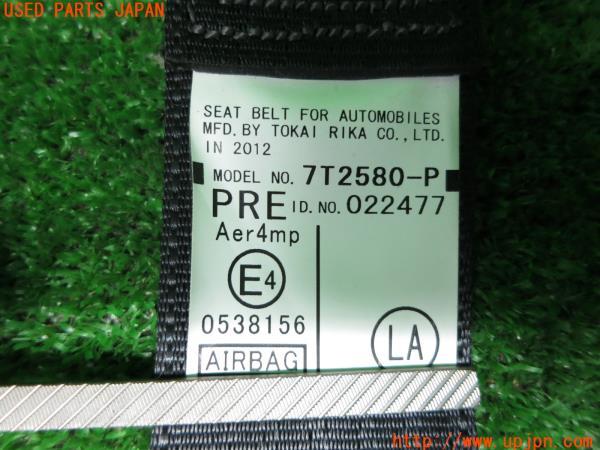 USED PARTS JAPAN
SEAT BELT FOR AUTOMOBILES
MFD. BY TOKAI RIKA CO., LTD.
IN 2012
MODEL NO. 7T2580-P
PRE ID. NO. 022477
Aer4mp
E4
0538156
AIRBAG
LA
www.upjpn.com